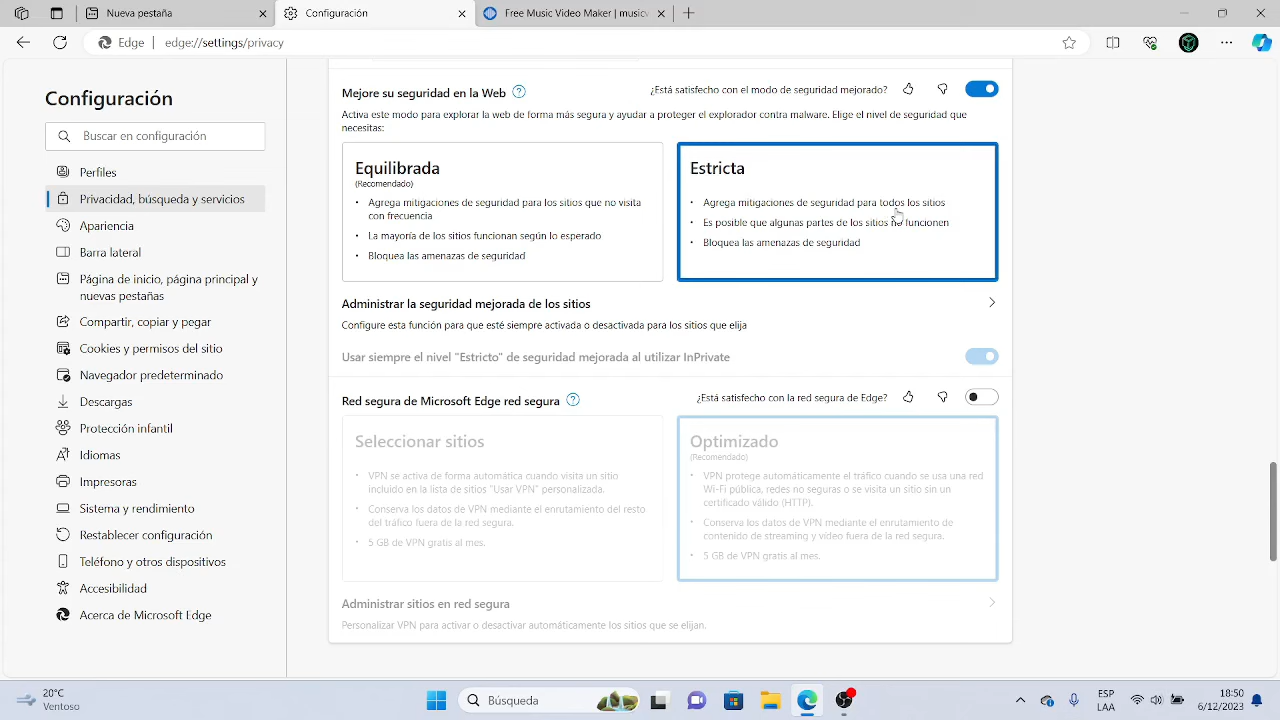 Nueva pestaña
Configuración
Free Music Video Maker | music
Edge
edge://settings/privacy
Configuración
Buscar en configuración
Perfiles
Privacidad, búsqueda y servicios
Apariencia
Barra lateral
Página de inicio, página principal y
nuevas pestañas
Compartir, copiar y pegar
Cookies y permisos del sitio
Navegador predeterminado
Descargas
Protección infantil
Idiomas
Impresoras
Sistema y rendimiento
Restablecer configuración
Teléfono y otros dispositivos
Accesibilidad
Acerca de Microsoft Edge
Mejore su seguridad en la Web
¿Está satisfecho con el modo de seguridad mejorado?
Activa este modo para explorar la web de forma más segura y ayudar a proteger el explorador contra malware. Elige el nivel de seguridad que
necesitas:
Equilibrada
(Recomendado)
• Agrega mitigaciones de seguridad para los sitios que no visita
con frecuencia
• La mayoría de los sitios funcionan según lo esperado
• Bloquea las amenazas de seguridad
Estricta
• Agrega mitigaciones de seguridad para todos los sitios
• Es posible que algunas partes de los sitios no funcionen
• Bloquea las amenazas de seguridad
Administrar la seguridad mejorada de los sitios
Configure esta función para que esté siempre activada o desactivada para los sitios que elija
Usar siempre el nivel "Estricto" de seguridad mejorada al utilizar InPrivate
Red segura de Microsoft Edge red segura
¿Está satisfecho con la red segura de Edge?
Seleccionar sitios
• VPN se activa de forma automática cuando visita un sitio
incluido en la lista de sitios "Usar VPN" personalizada.
• Conserva los datos de VPN mediante el enrutamiento del resto
del tráfico fuera de la red segura.
• 5 GB de VPN gratis al mes.
Optimizado
(Recomendado)
• VPN protege automáticamente el tráfico cuando se usa una red
Wi-Fi pública, redes no seguras o se visita un sitio sin un
certificado válido (HTTP).
• Conserva los datos de VPN mediante el enrutamiento de
contenido de streaming y vídeo fuera de la red segura.
• 5 GB de VPN gratis al mes.
Administrar sitios en red segura
Personalizar VPN para activar o desactivar automáticamente los sitios que se elijan.
20°C
Ventoso
Búsqueda
ESP
LAA
18:50
6/12/2023